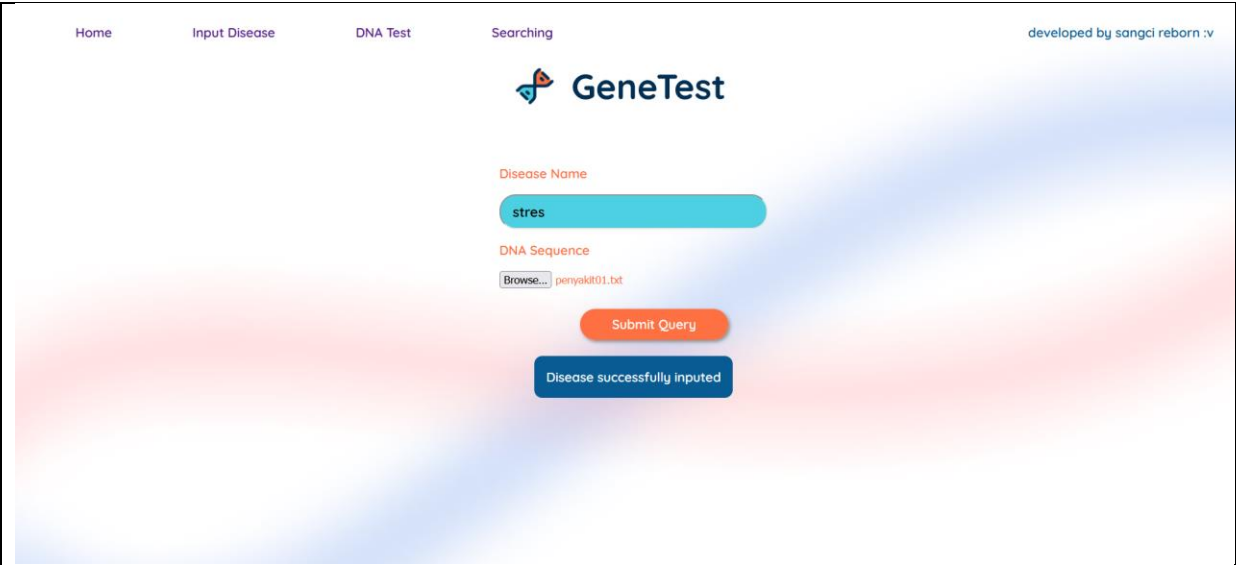 Home Input Disease DNA Test Searching developed by sangci reborn :v
GeneTest
Disease Name
stres
DNA Sequence
Browse... penyakit01.txt
Submit Query
Disease successfully inputed